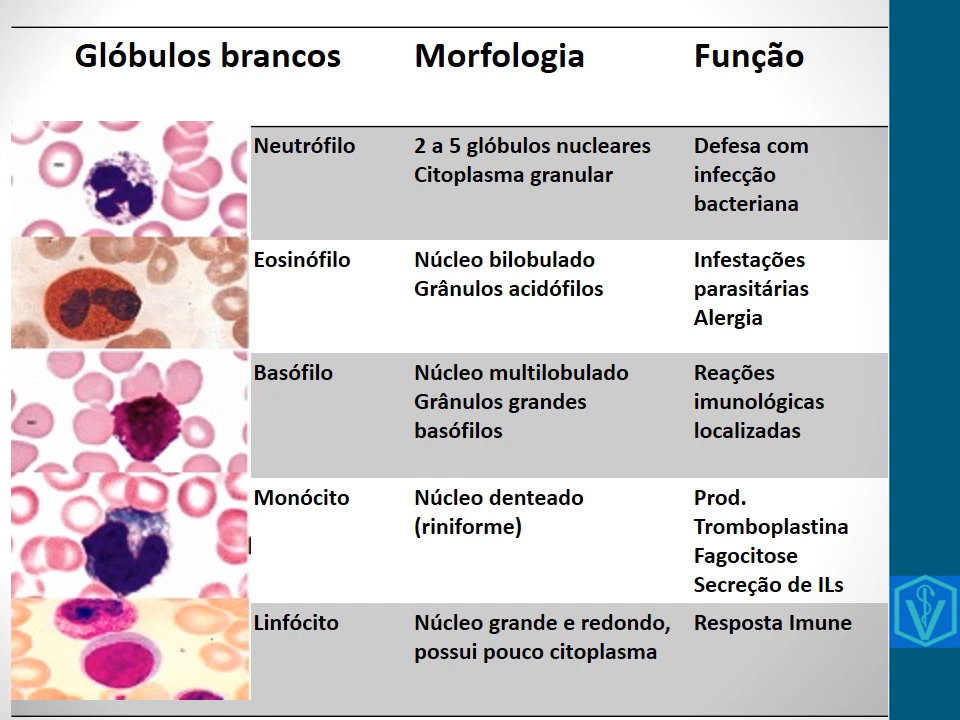 Glóbulos brancos Morfologia Função
Neutrófilo 2 a 5 glóbulos nucleares Defesa com
Citoplasma granular infecção
bacteriana
Eosinófilo Núcleo bilobulado Infestações
Grânulos acidófilos parasitárias
Alergia
Basófilo Núcleo multilobulado Reações
Grânulos grandes imunológicas
basófilos localizadas
Monócito Núcleo denteado Prod.
(riniforme) Tromboplastina
Fagocitose
Secreção de ILs
Linfócito Núcleo grande e redondo, Resposta Imune
possui pouco citoplasma